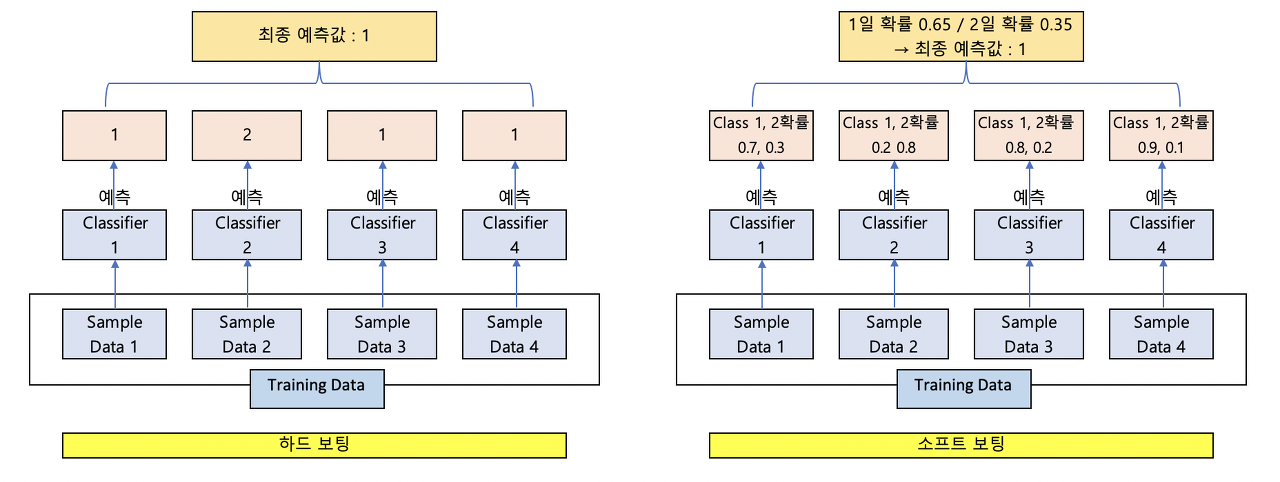 최종 예측값 : 1
1
2
1
1
예측
예측
예측
예측
Classifier
1
Classifier
2
Classifier
3
Classifier
4
Sample
Data 1
Sample
Data 2
Sample
Data 3
Sample
Data 4
Training Data
하드 보팅
1일 확률 0.65 / 2일 확률 0.35
→ 최종 예측값 : 1
Class 1, 2확률
0.7, 0.3
Class 1, 2확률
0.2 0.8
Class 1, 2확률
0.8, 0.2
Class 1, 2확률
0.9, 0.1
예측
예측
예측
예측
Classifier
1
Classifier
2
Classifier
3
Classifier
4
Sample
Data 1
Sample
Data 2
Sample
Data 3
Sample
Data 4
Training Data
소프트 보팅